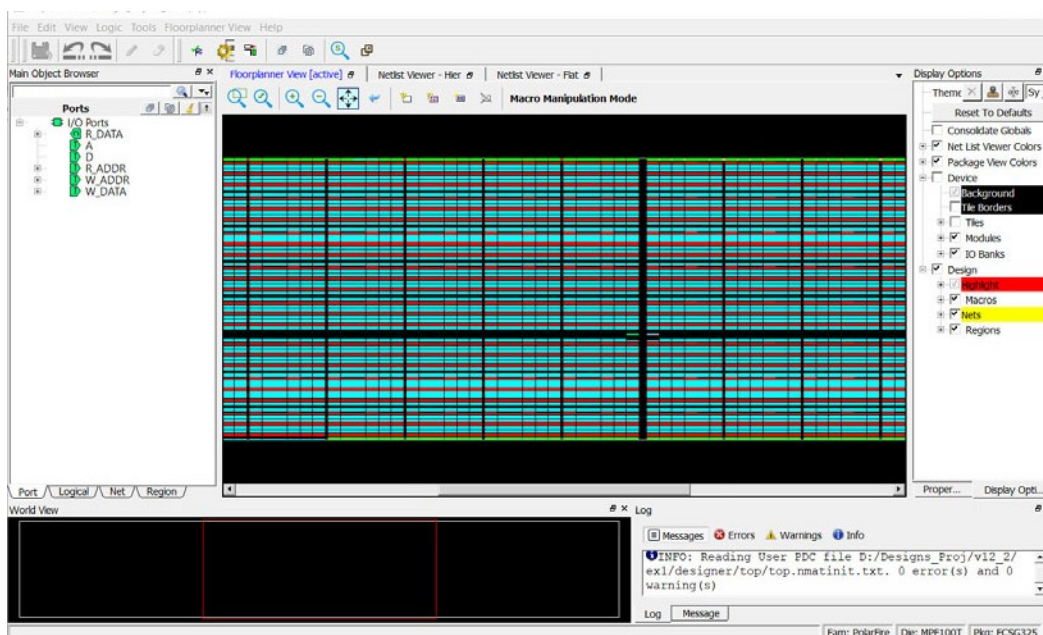 File Edit View Logic Tools Floorplanner View Help
Main Object Browser
Ports
I/O Ports
R_DATA
A
D
R_ADDR
W_ADDR
W_DATA
Port Logical Net Region
Floorplanner View [active] Netlist Viewer - Hier Netlist Viewer - Flat
Macro Manipulation Mode
Display Options
Theme Sy
Reset To Defaults
Consolidate Globals
Net List Viewer Colors
Package View Colors
Device
Background
Tile Borders
Tiles
Modules
IO Banks
Design
Highlight
Macros
Nets
Regions
Proper... Display Opti...
World View
Log
Messages Errors Warnings Info
INFO: Reading User PDC file D:/Designs_Proj/v12_2/
ex1/designer/top/top.nmatinit.txt. 0 error(s) and 0
warning(s)
Log Message
Fam: PolarFire Die: MPF100T Pkg: FCSG325